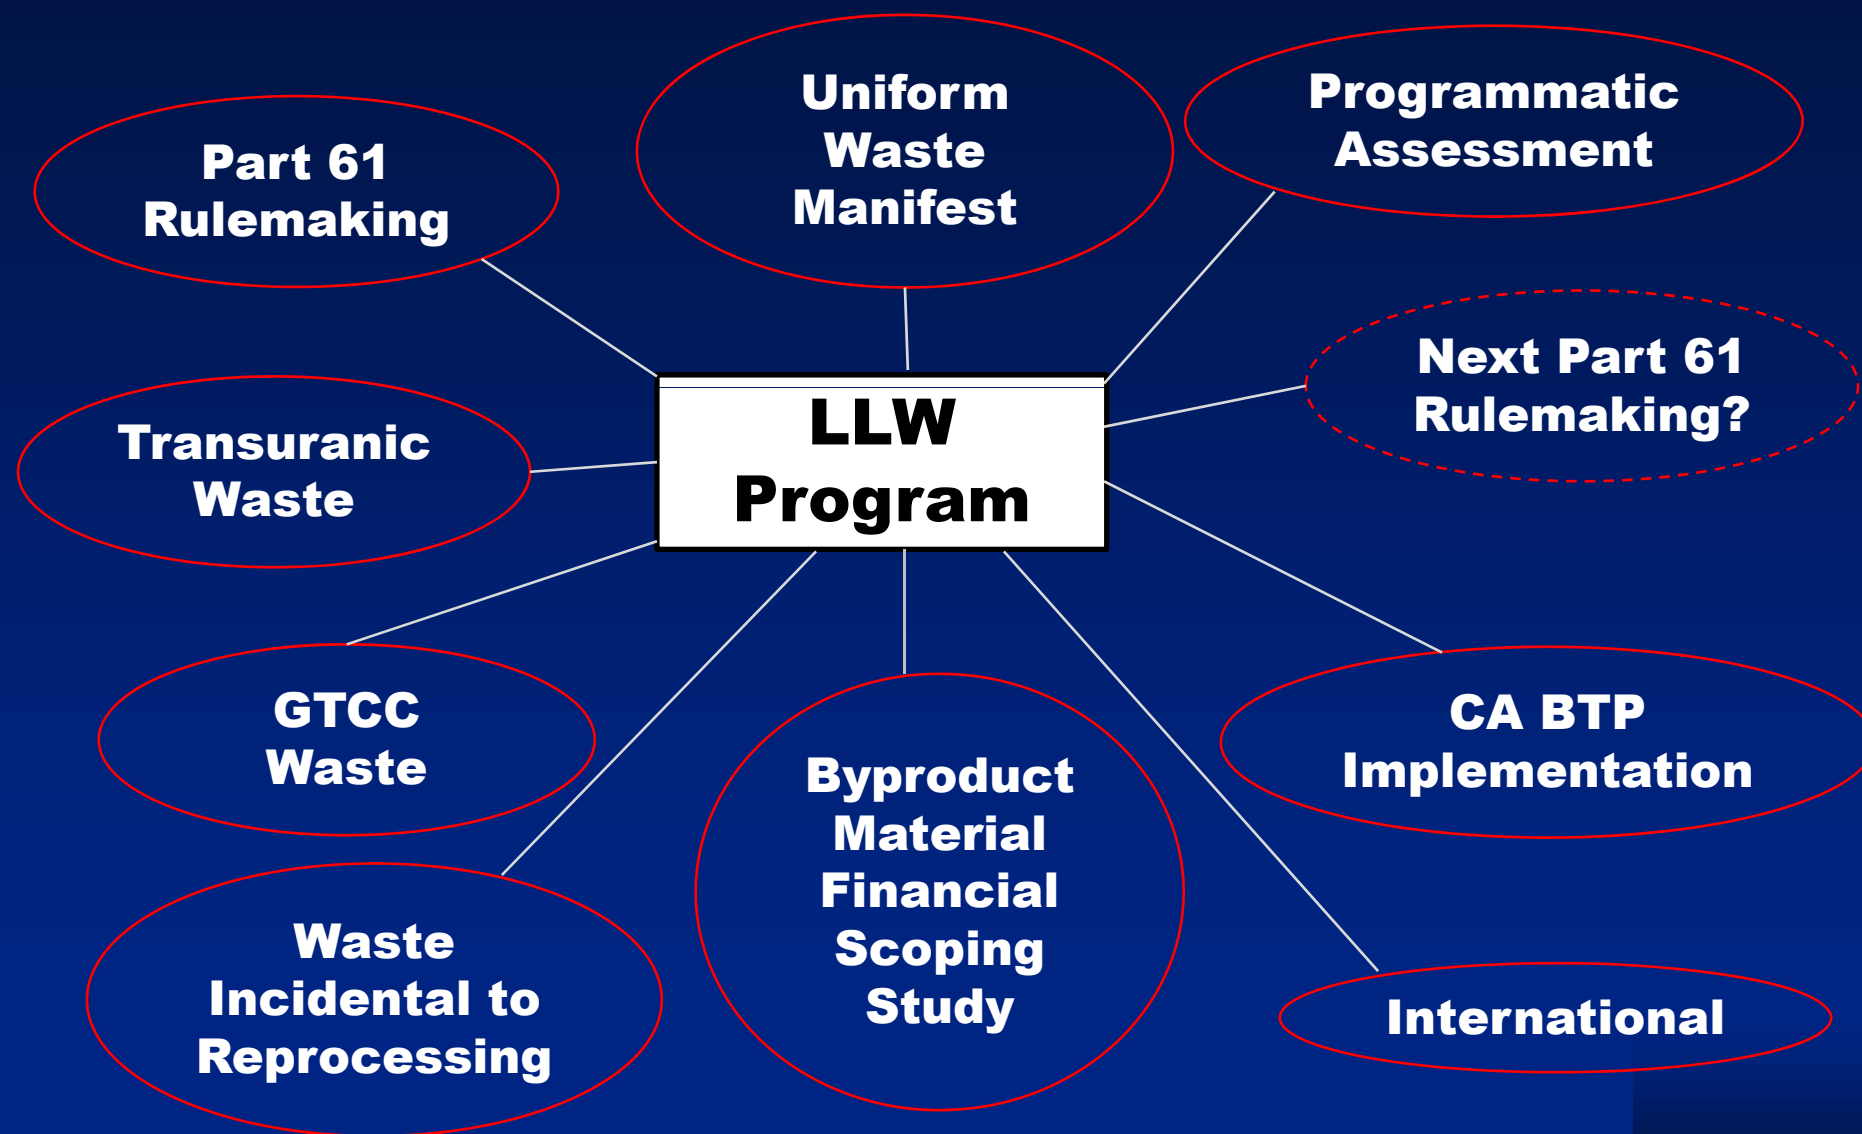 Uniform
Waste
Manifest
Programmatic
Assessment
Part 61
Rulemaking
Next Part 61
Rulemaking?
LLW
Program
Transuranic
Waste
GTCC
Waste
CA BTP
Implementation
Byproduct
Material
Financial
Scoping
Study
Waste
Incidental to
Reprocessing
International